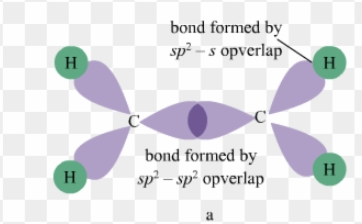 bond formed by
sp² – s opverlap
H
H
C
C
bond formed by
sp² – sp² opverlap
H
H
a